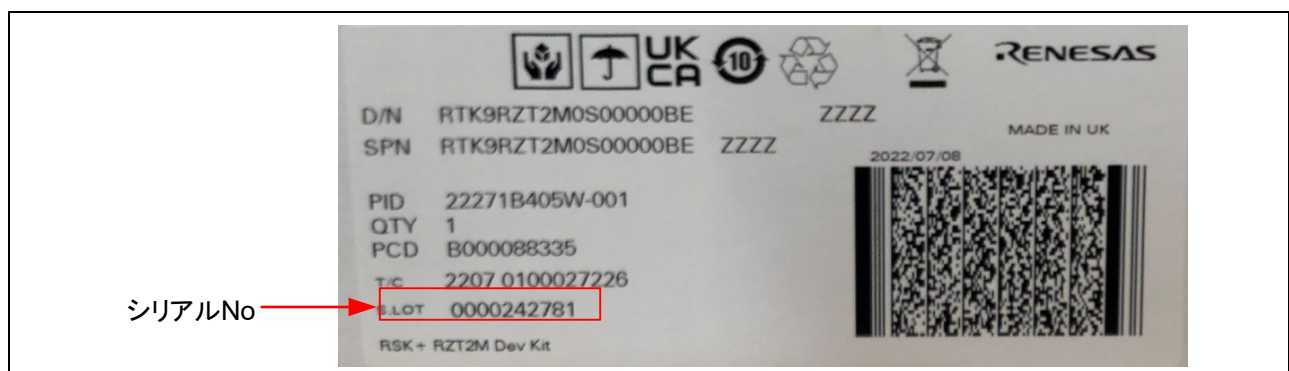 UK
CA
10
RENESAS
D/N RTK9RZT2M0S00000BE ZZZZ
MADE IN UK
SPN RTK9RZT2M0S00000BE ZZZZ
2022/07/08
PID 22271B405W-001
QTY 1
PCD B000088335
T/C 2207 0100027226
シリアルNo
S.LOT 0000242781
RSK+ RZT2M Dev Kit